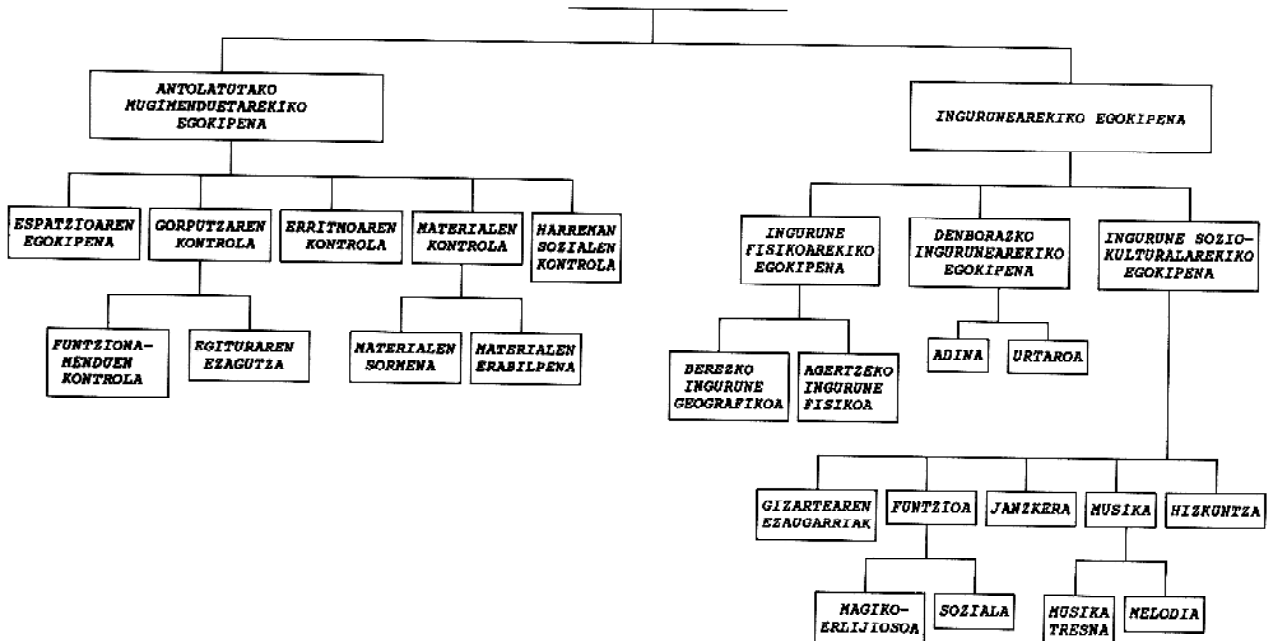 ANTOLATUTAKO
MUGIMENDUETAREKIKO
EGOKIPENA
INGURUNEAREKIKO EGOKIPENA
ESPATZIOAREN
EGOKIPENA
GORPUTZAREN
KONTROLA
ERRITMOAREN
KONTROLA
MATERIALEN
KONTROLA
HARREMAN
SOZIALEN
KONTROLA
INGURUNE
FISIKOAREKIKO
EGOKIPENA
DENBORAZKO
INGURUNEAREKIKO
EGOKIPENA
INGURUNE SOZIO-
KULTURALAREKIKO
EGOKIPENA
FUNTZIONA-
MENDUEN
KONTROLA
EGITURAREN
EZAGUTZA
MATERIALEN
SORMENA
MATERIALEN
ERABILPENA
BEREZKO
INGURUNE
GEOGRAFIKOA
AGERTZEKO
INGURUNE
FISIKOA
ADINA
URTAROA
GIZARTEAREN
EZAUGARRIAK
FUNTZIOA
JANZKERA
MUSIKA
HIZKUNTZA
MAGIKO-
ERLIJIOSOA
SOZIALA
MUSIKA
TRESNA
MELODIA